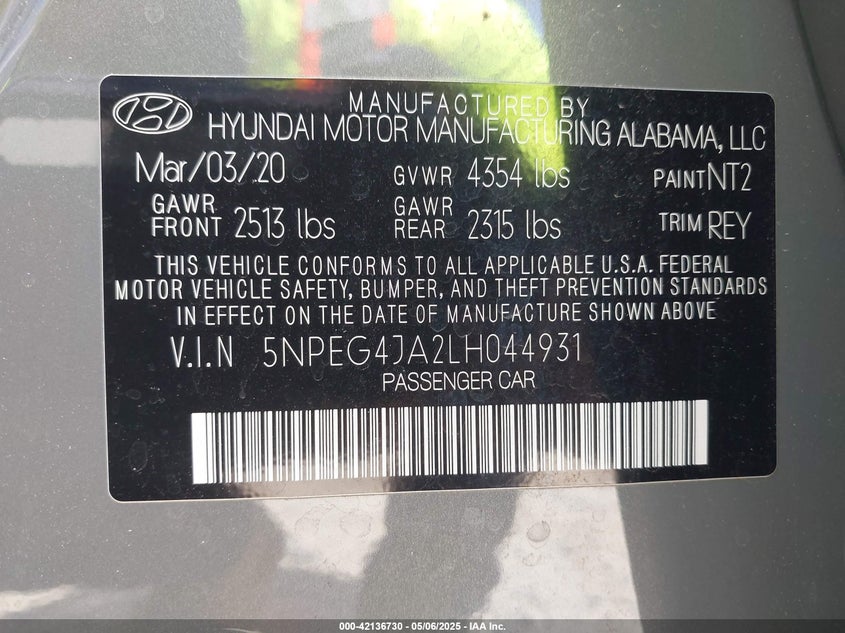 MANUFACTURED BY
HYUNDAI MOTOR MANUFACTURING ALABAMA, LLC
Mar/03/20 GVWR 4354 lbs PAINT NT2
GAWR FRONT 2513 lbs GAWR REAR 2315 lbs TRIM REY
THIS VEHICLE CONFORMS TO ALL APPLICABLE U.S.A. FEDERAL
MOTOR VEHICLE SAFETY, BUMPER, AND THEFT PREVENTION STANDARDS
IN EFFECT ON THE DATE OF MANUFACTURE SHOWN ABOVE
V.I.N 5NPEG4JA2LH044931
PASSENGER CAR
000-42136730 - 05/06/2025 - IAA Inc.